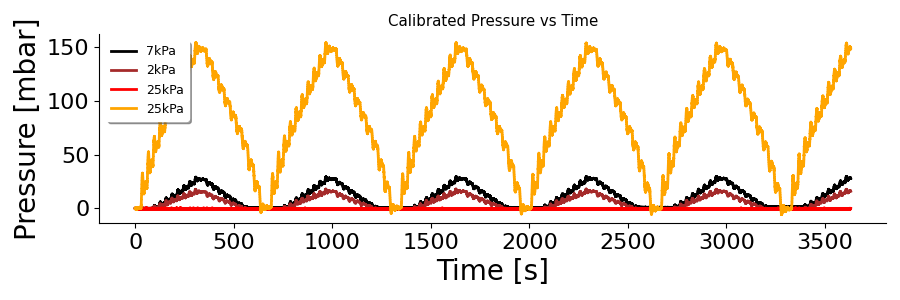 Calibrated Pressure vs Time
Pressure [mbar]
150
100
50
0
7kPa
2kPa
25kPa
25kPa
0 500 1000 1500 2000 2500 3000 3500
Time [s]